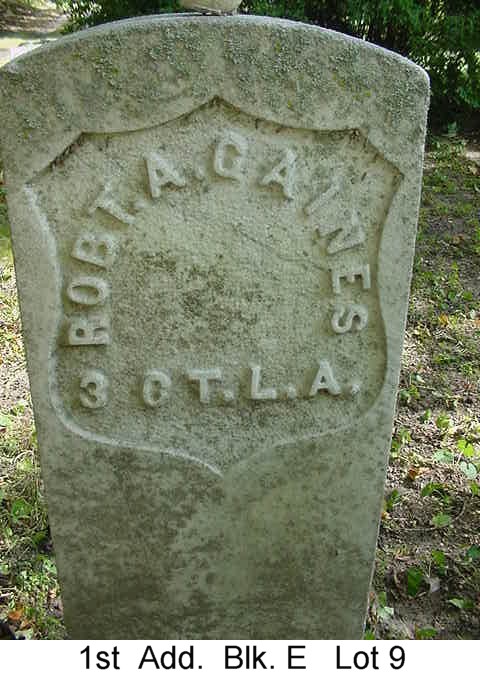 ROBT. A. GAINES
3 CT. L. A.
1st Add. Blk. E Lot 9